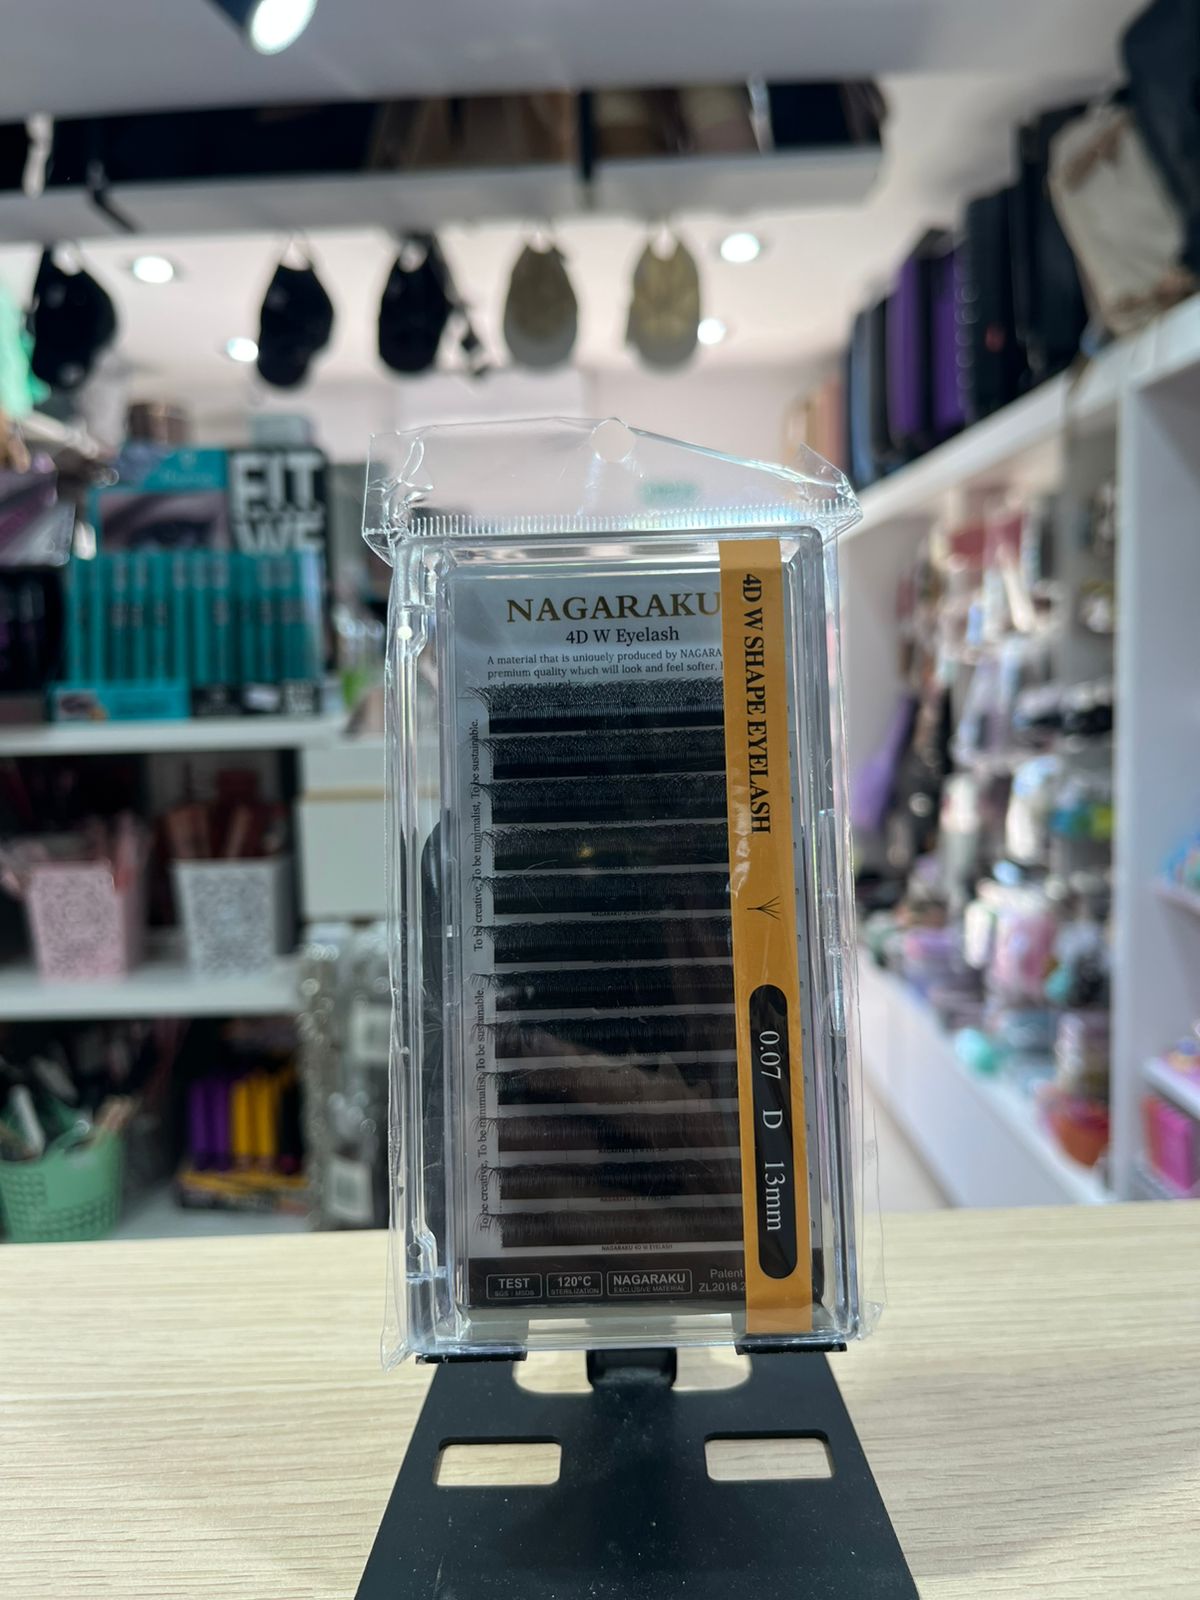 FIT
WE
NAGARAKU
4D W Eyelash
A material that is uniouely produced by NAGARA
premium quality which will look and feel softer,
To be creative, To be minimalist, To be sustainable.
To be creative, To be minimalist, To be sustainable.
NAGARAKU 4D W EYELASH
NAGARAKU 4D W EYELASH
TEST
SGS / MSDS
120°C
STERILIZATION
NAGARAKU
EXCLUSIVE MATERIAL
Patent
ZL2018 2
4D W SHAPE EYELASH
0.07 D 13mm